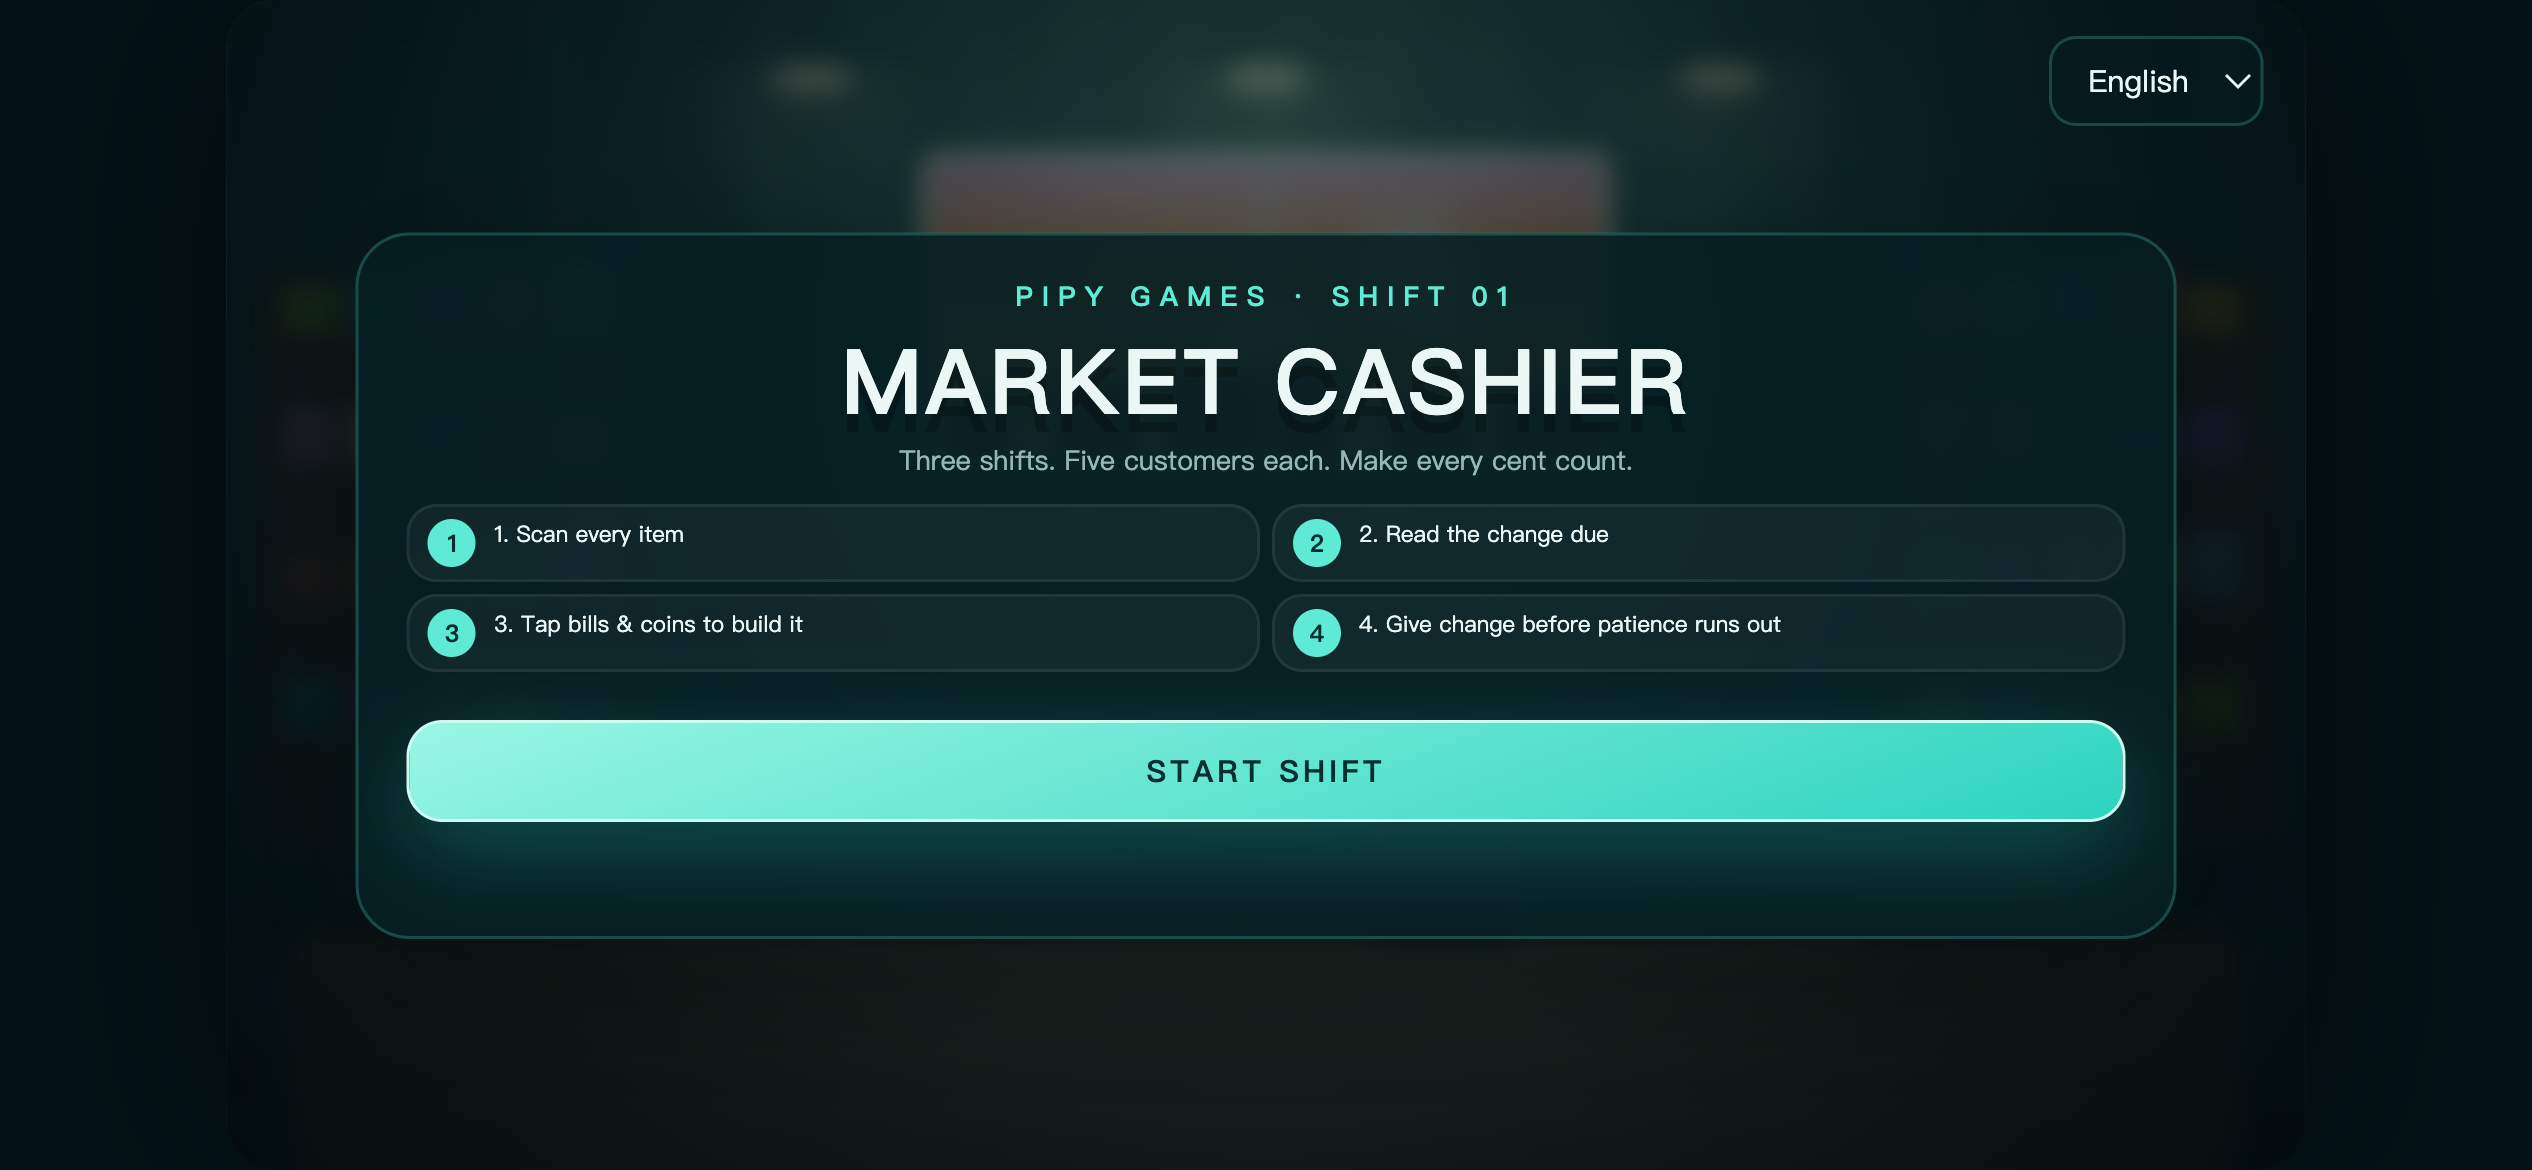 English
PIPY GAMES · SHIFT 01
MARKET CASHIER
Three shifts. Five customers each. Make every cent count.
1 1. Scan every item
2 2. Read the change due
3 3. Tap bills & coins to build it
4 4. Give change before patience runs out
START SHIFT